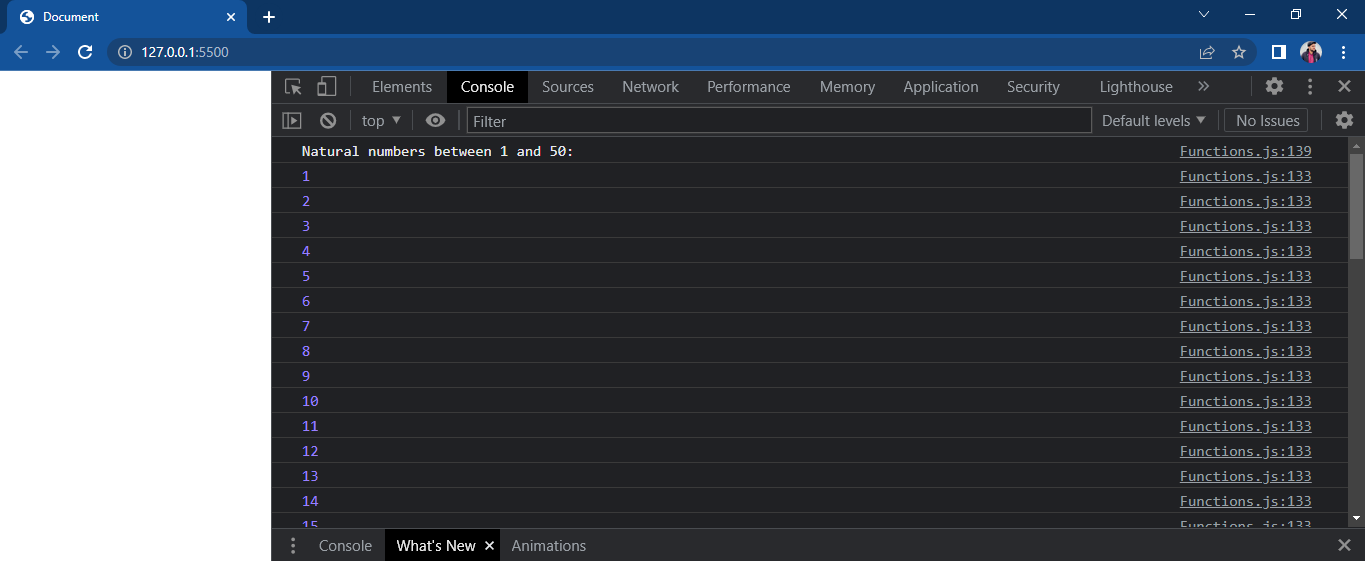 Document
127.0.0.1:5500
Elements Console Sources Network Performance Memory Application Security Lighthouse
top Filter Default levels No Issues
Natural numbers between 1 and 50: Functions.js:139
1 Functions.js:133
2 Functions.js:133
3 Functions.js:133
4 Functions.js:133
5 Functions.js:133
6 Functions.js:133
7 Functions.js:133
8 Functions.js:133
9 Functions.js:133
10 Functions.js:133
11 Functions.js:133
12 Functions.js:133
13 Functions.js:133
14 Functions.js:133
15 Functions.js:133
Console What's New Animations